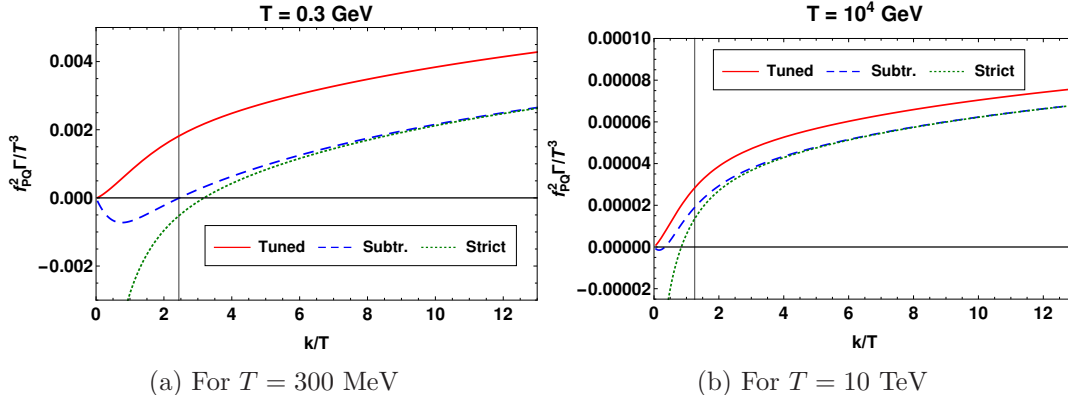 T = 0.3 GeV
f²_PQ Γ/T³
0.004
0.002
0.000
−0.002
Tuned Subtr. Strict
0 2 4 6 8 10 12
k/T
(a) For T = 300 MeV
T = 10⁴ GeV
f²_PQ Γ/T³
0.00010
0.00008
0.00006
0.00004
0.00002
0.00000
−0.00002
Tuned Subtr. Strict
0 2 4 6 8 10 12
k/T
(b) For T = 10 TeV